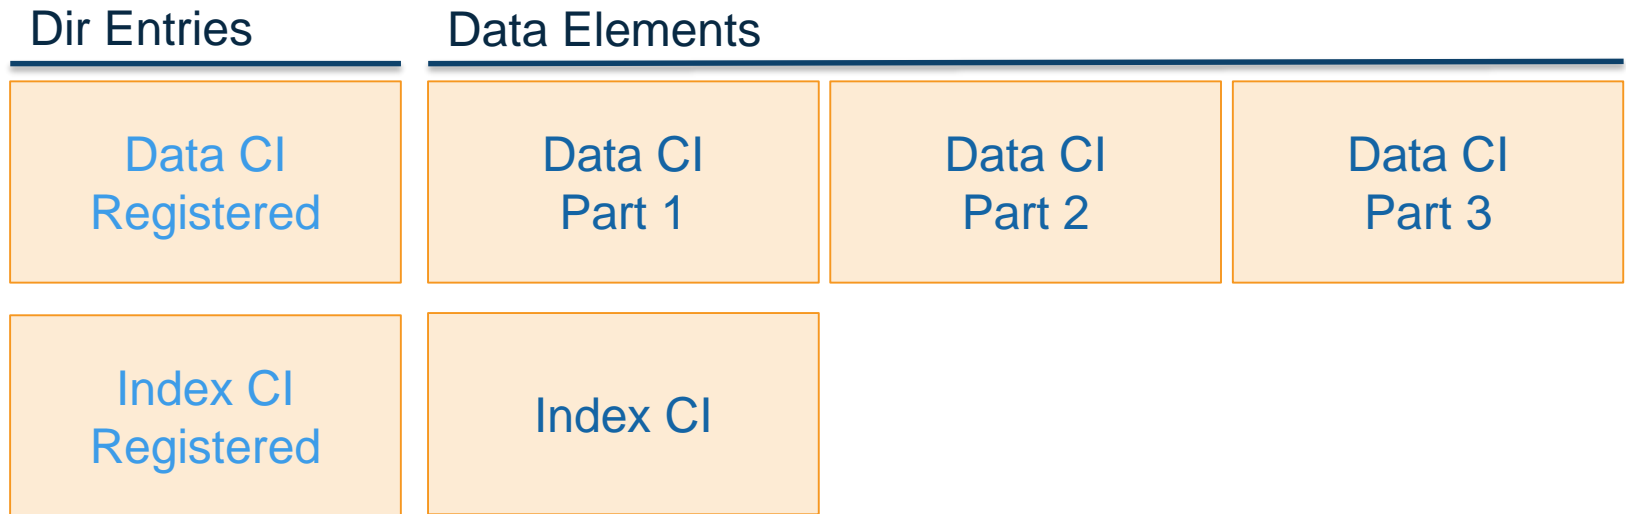 Dir Entries
Data Elements
Data CI
Registered
Data CI
Part 1
Data CI
Part 2
Data CI
Part 3
Index CI
Registered
Index CI